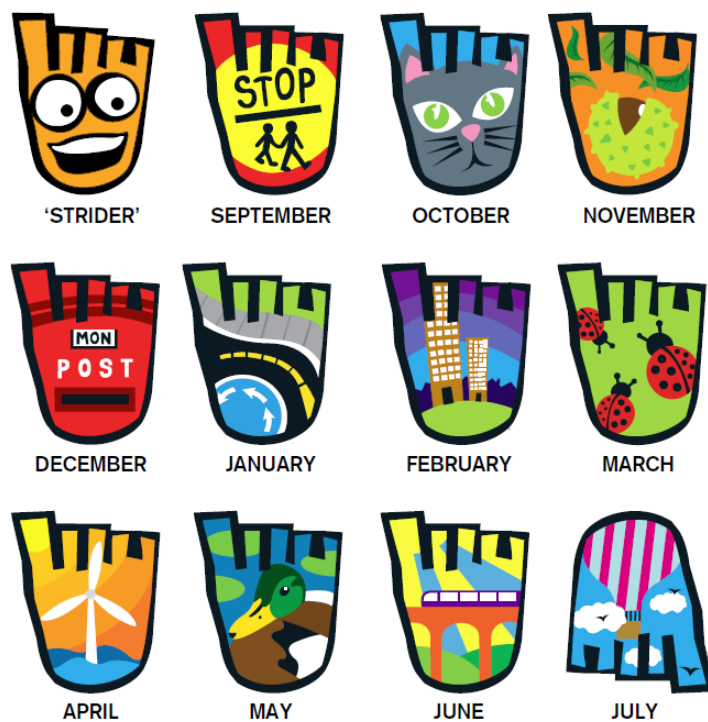 STOP
'STRIDER'
SEPTEMBER
OCTOBER
NOVEMBER
MON
POST
DECEMBER
JANUARY
FEBRUARY
MARCH
APRIL
MAY
JUNE
JULY